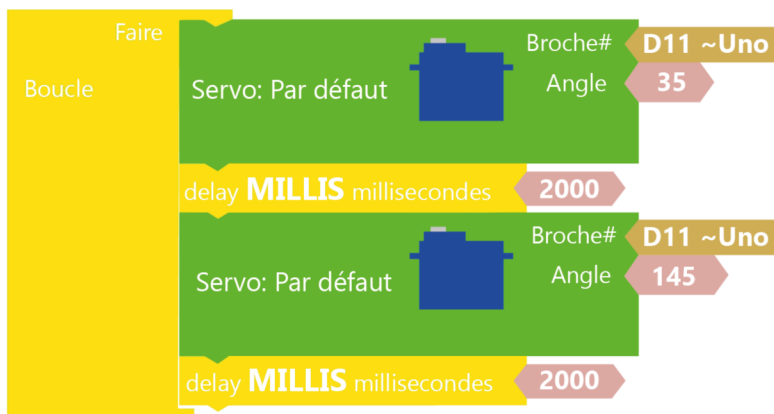 Faire
Boucle
Servo: Par défaut
Broche# D11 ~Uno
Angle 35
delay MILLIS millisecondes 2000
Servo: Par défaut
Broche# D11 ~Uno
Angle 145
delay MILLIS millisecondes 2000